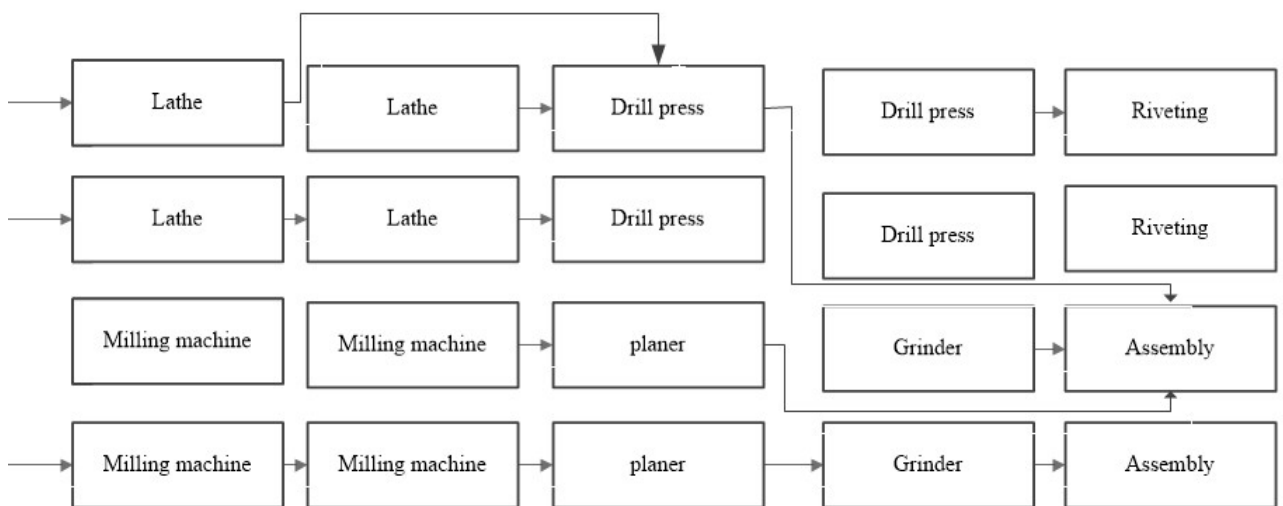 Lathe
Lathe
Drill press
Drill press
Riveting
Lathe
Lathe
Drill press
Drill press
Riveting
Milling machine
Milling machine
planer
Grinder
Assembly
Milling machine
Milling machine
planer
Grinder
Assembly